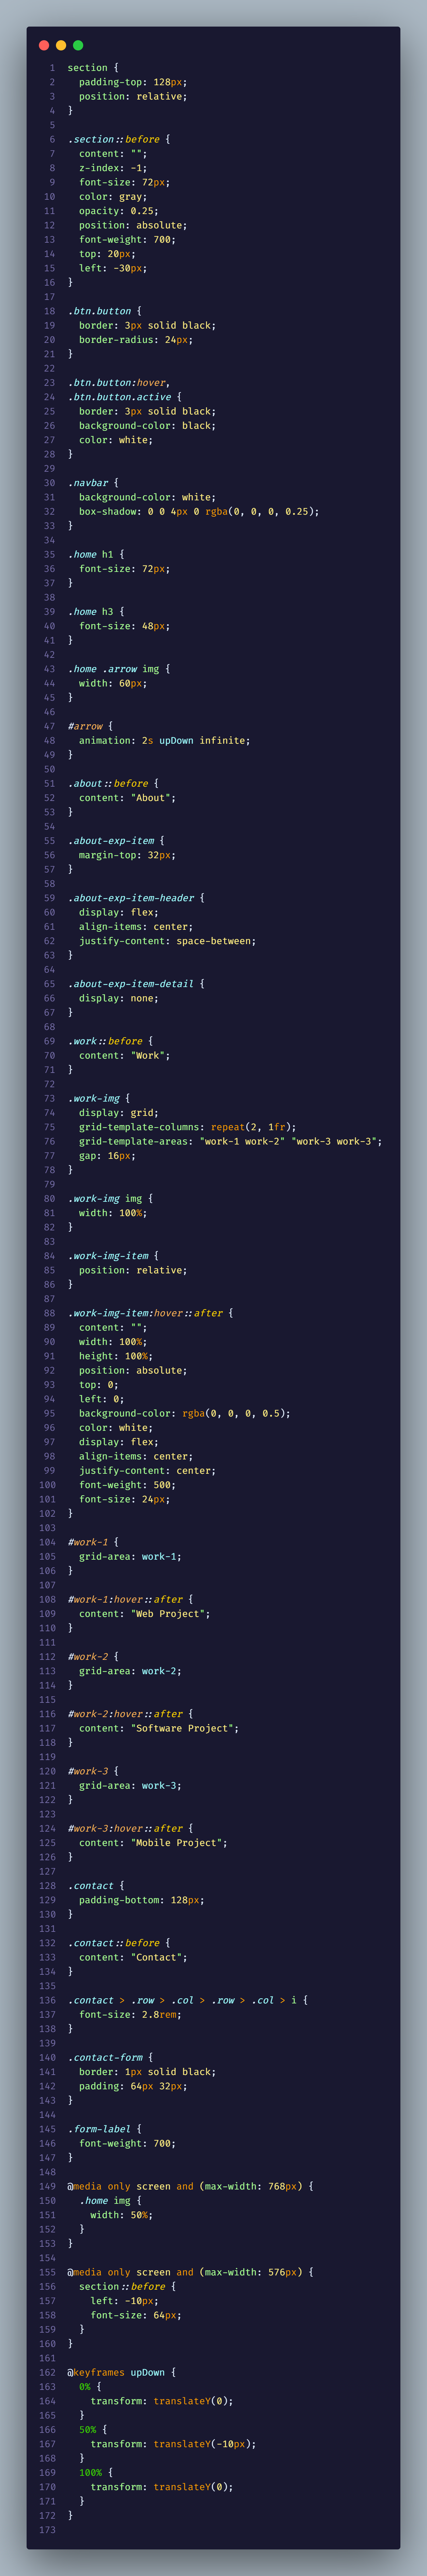 1 section {
2   padding-top: 128px;
3   position: relative;
4 }
5
6 .section::before {
7   content: "";
8   z-index: -1;
9   font-size: 72px;
10   color: gray;
11   opacity: 0.25;
12   position: absolute;
13   font-weight: 700;
14   top: 20px;
15   left: -30px;
16 }
17
18 .btn.button {
19   border: 3px solid black;
20   border-radius: 24px;
21 }
22
23 .btn.button:hover,
24 .btn.button.active {
25   border: 3px solid black;
26   background-color: black;
27   color: white;
28 }
29
30 .navbar {
31   background-color: white;
32   box-shadow: 0 0 4px 0 rgba(0, 0, 0, 0.25);
33 }
34
35 .home h1 {
36   font-size: 72px;
37 }
38
39 .home h3 {
40   font-size: 48px;
41 }
42
43 .home .arrow img {
44   width: 60px;
45 }
46
47 #arrow {
48   animation: 2s upDown infinite;
49 }
50
51 .about::before {
52   content: "About";
53 }
54
55 .about-exp-item {
56   margin-top: 32px;
57 }
58
59 .about-exp-item-header {
60   display: flex;
61   align-items: center;
62   justify-content: space-between;
63 }
64
65 .about-exp-item-detail {
66   display: none;
67 }
68
69 .work::before {
70   content: "Work";
71 }
72
73 .work-img {
74   display: grid;
75   grid-template-columns: repeat(2, 1fr);
76   grid-template-areas: "work-1 work-2" "work-3 work-3";
77   gap: 16px;
78 }
79
80 .work-img img {
81   width: 100%;
82 }
83
84 .work-img-item {
85   position: relative;
86 }
87
88 .work-img-item:hover::after {
89   content: "";
90   width: 100%;
91   height: 100%;
92   position: absolute;
93   top: 0;
94   left: 0;
95   background-color: rgba(0, 0, 0, 0.5);
96   color: white;
97   display: flex;
98   align-items: center;
99   justify-content: center;
100   font-weight: 500;
101   font-size: 24px;
102 }
103
104 #work-1 {
105   grid-area: work-1;
106 }
107
108 #work-1:hover::after {
109   content: "Web Project";
110 }
111
112 #work-2 {
113   grid-area: work-2;
114 }
115
116 #work-2:hover::after {
117   content: "Software Project";
118 }
119
120 #work-3 {
121   grid-area: work-3;
122 }
123
124 #work-3:hover::after {
125   content: "Mobile Project";
126 }
127
128 .contact {
129   padding-bottom: 128px;
130 }
131
132 .contact::before {
133   content: "Contact";
134 }
135
136 .contact > .row > .col > .row > .col > i {
137   font-size: 2.8rem;
138 }
139
140 .contact-form {
141   border: 1px solid black;
142   padding: 64px 32px;
143 }
144
145 .form-label {
146   font-weight: 700;
147 }
148
149 @media only screen and (max-width: 768px) {
150   .home img {
151     width: 50%;
152   }
153 }
154
155 @media only screen and (max-width: 576px) {
156   section::before {
157     left: -10px;
158     font-size: 64px;
159   }
160 }
161
162 @keyframes upDown {
163   0% {
164     transform: translateY(0);
165   }
166   50% {
167     transform: translateY(-10px);
168   }
169   100% {
170     transform: translateY(0);
171   }
172 }
173